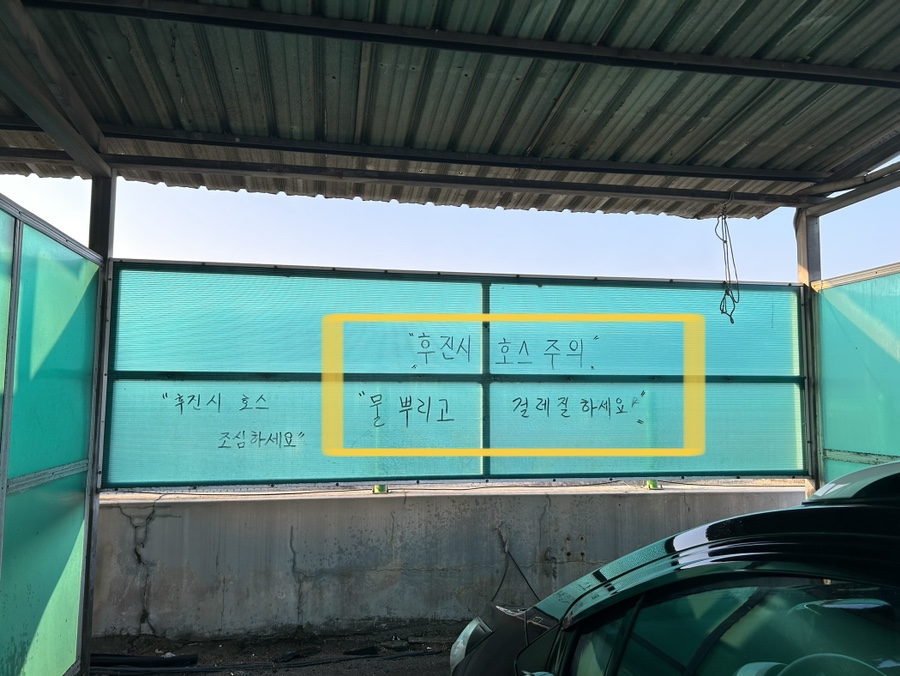 "후진시 호스 주의"
"후진시 호스
조심하세요"
"물 뿌리고 걸레질 하세요"